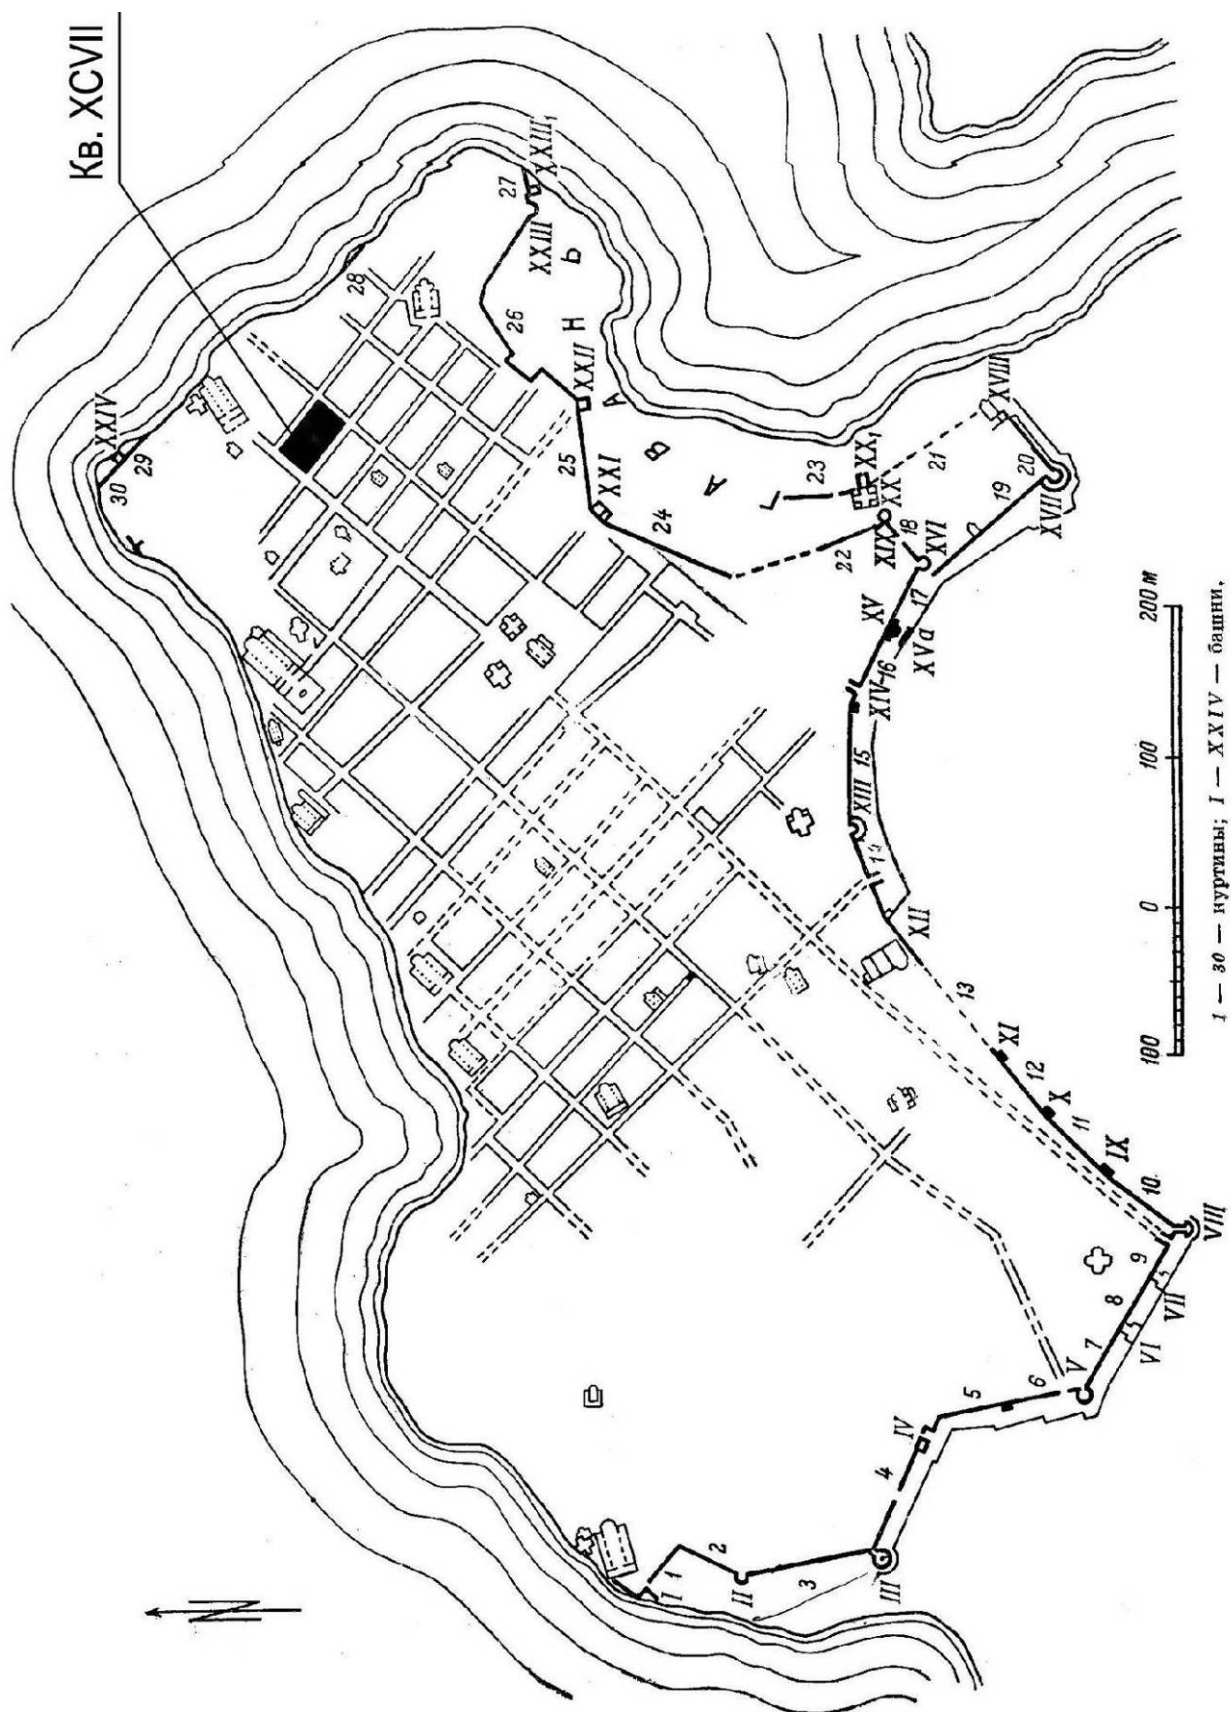 Кв. XCVII
XXIV
29
30
28
27
XXIII₁
XXIII
26
XXII
25
XXI
24
ГАВАНЬ
23
XX₁
XX
XIX
22
21
XVIII
20
XVII
19
18
XVI
17
XV
XVa
16
XIV
15
XIII
14
XII
13
XI
12
X
11
IX
10
VIII
9
8
VII
VI
7
V
6
5
IV
4
III
3
II
2
1
I
100 0 100 200 м
1 — 30 — нуртины; I — XXIV — башни,